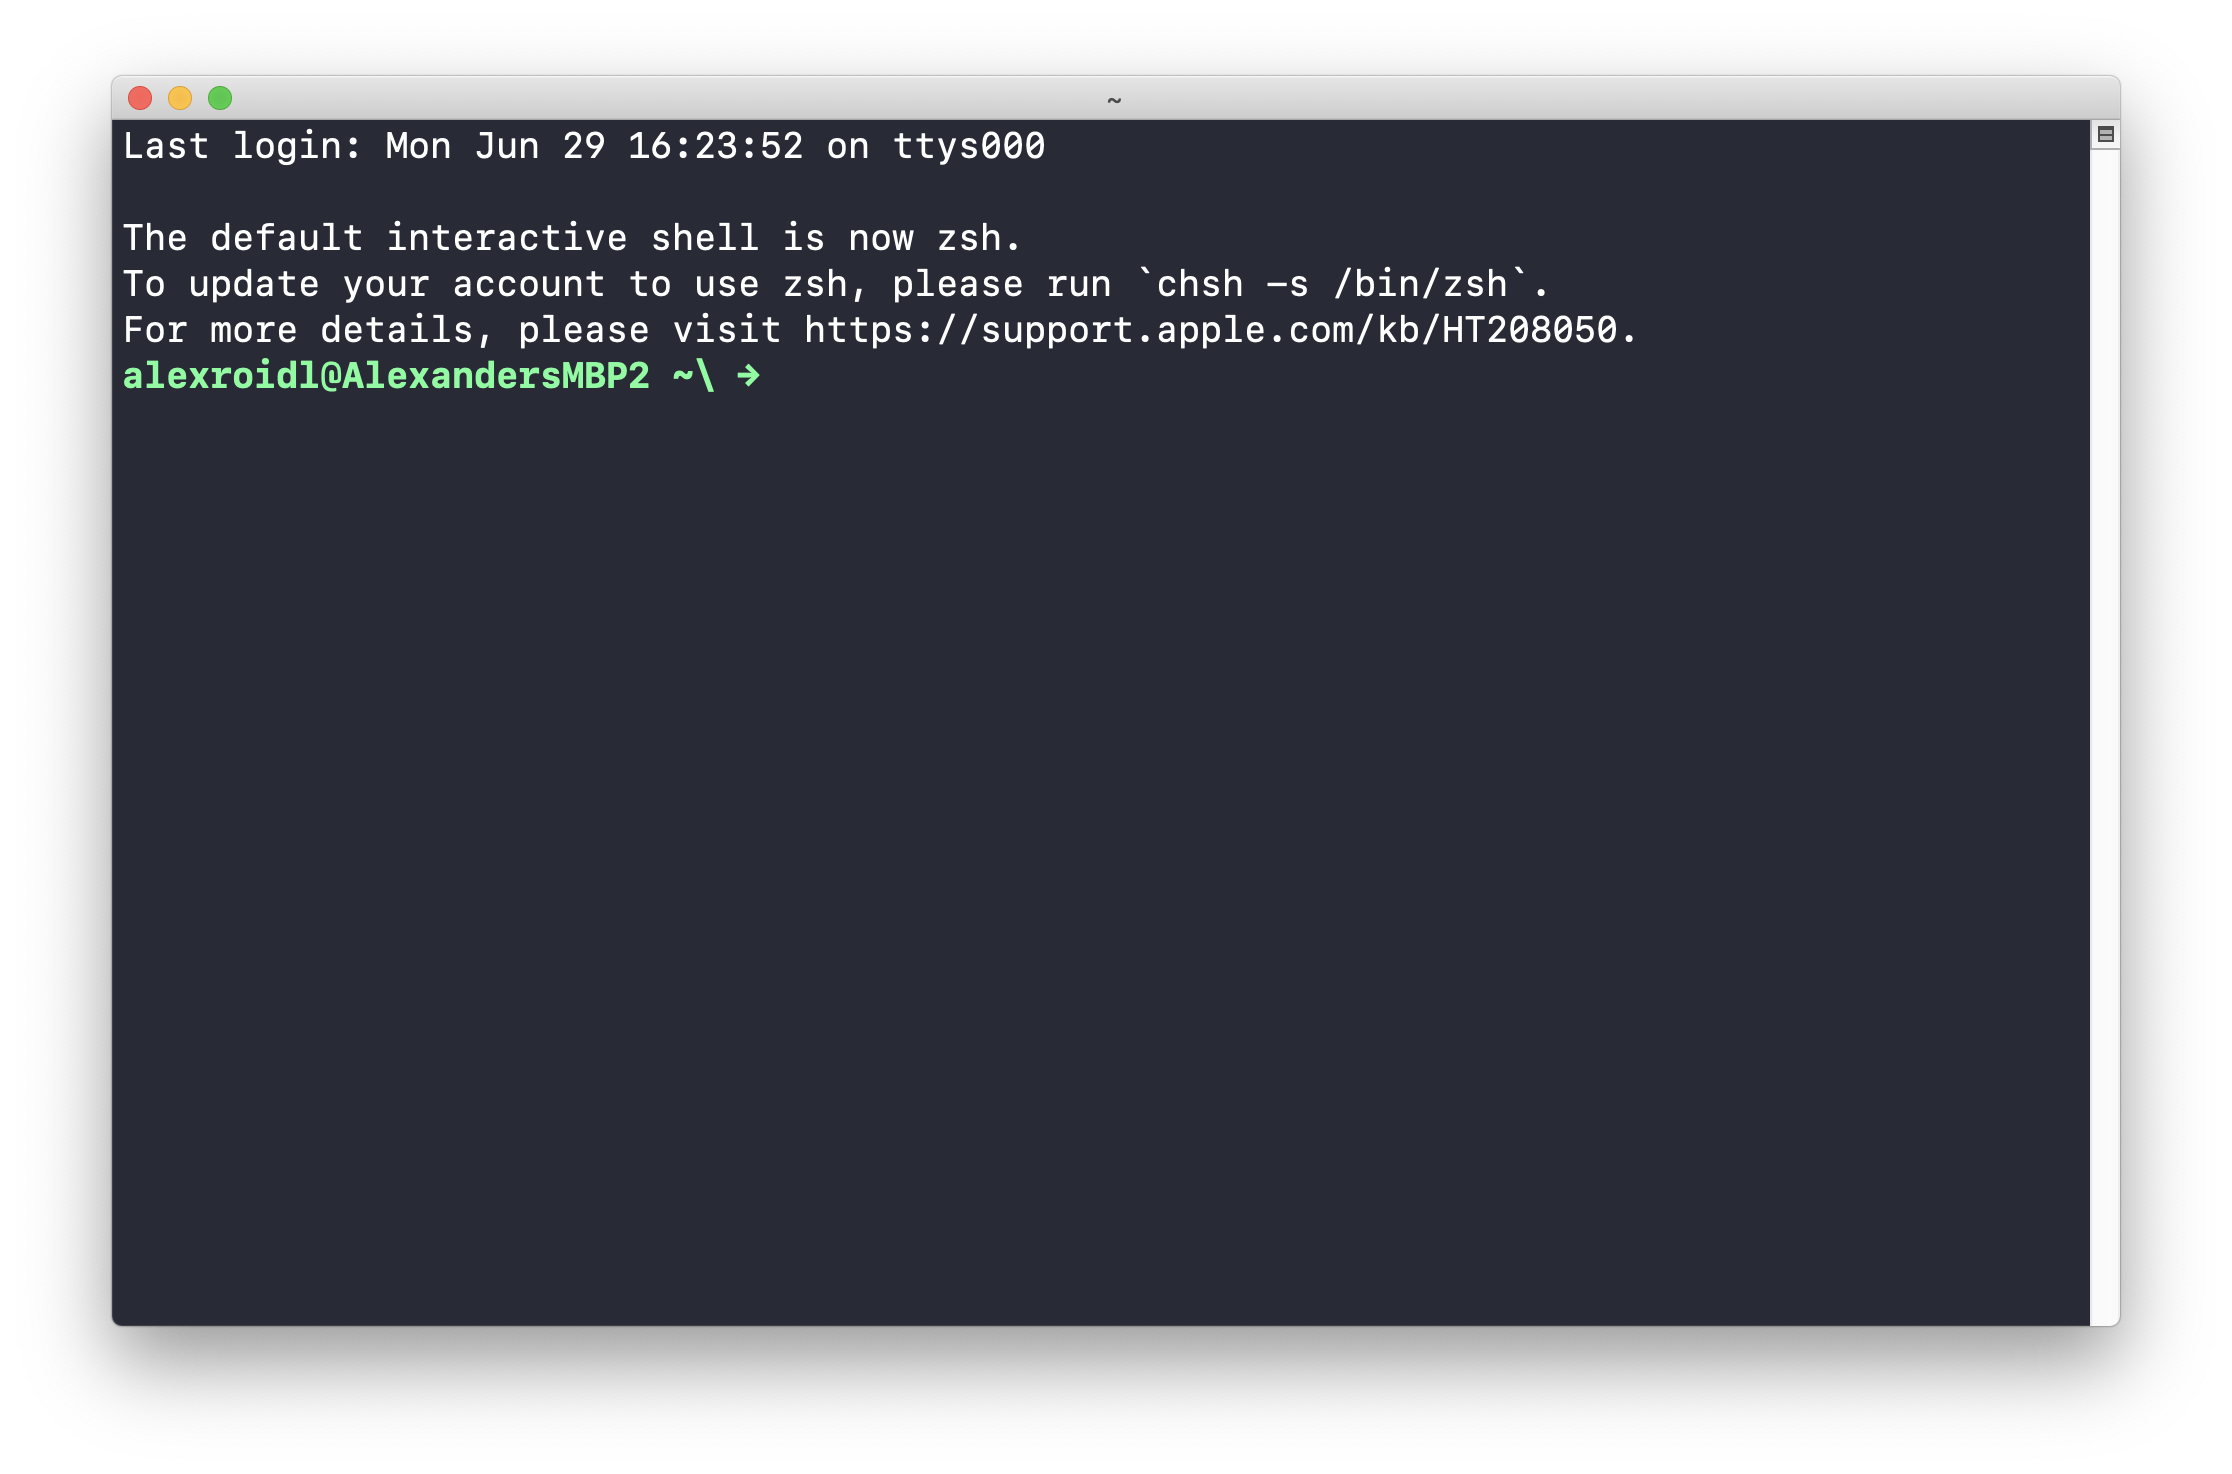 ~
Last login: Mon Jun 29 16:23:52 on ttys000
The default interactive shell is now zsh.
To update your account to use zsh, please run `chsh -s /bin/zsh`.
For more details, please visit https://support.apple.com/kb/HT208050.
alexroidl@AlexandersMBP2 ~\ →